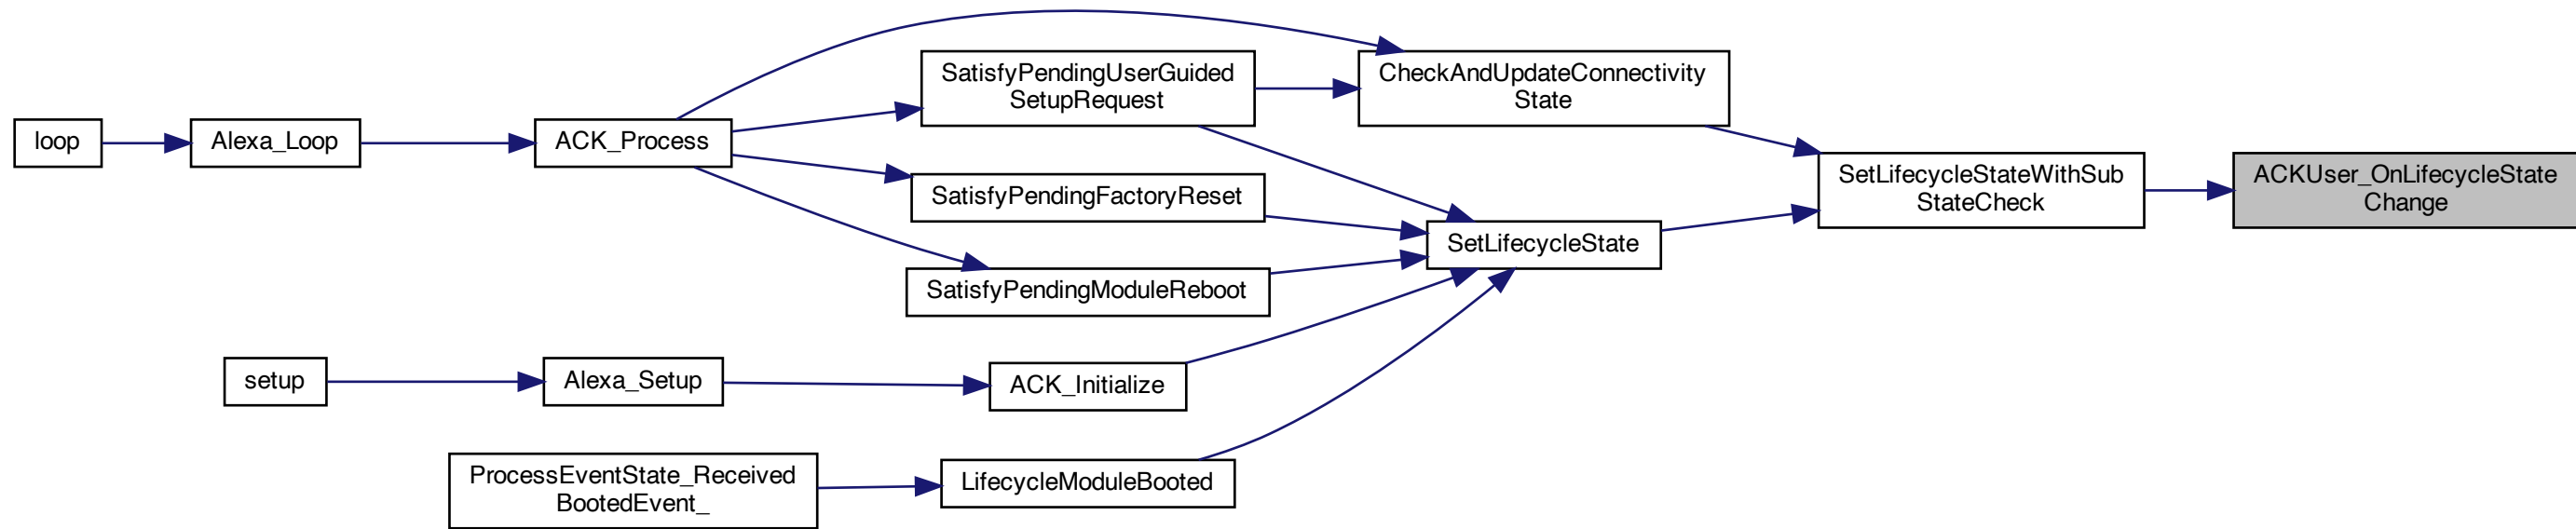 loop
Alexa_Loop
ACK_Process
SatisfyPendingUserGuided
SetupRequest
CheckAndUpdateConnectivity
State
SatisfyPendingFactoryReset
SatisfyPendingModuleReboot
SetLifecycleState
SetLifecycleStateWithSub
StateCheck
ACKUser_OnLifecycleState
Change
setup
Alexa_Setup
ACK_Initialize
ProcessEventState_Received
BootedEvent_
LifecycleModuleBooted